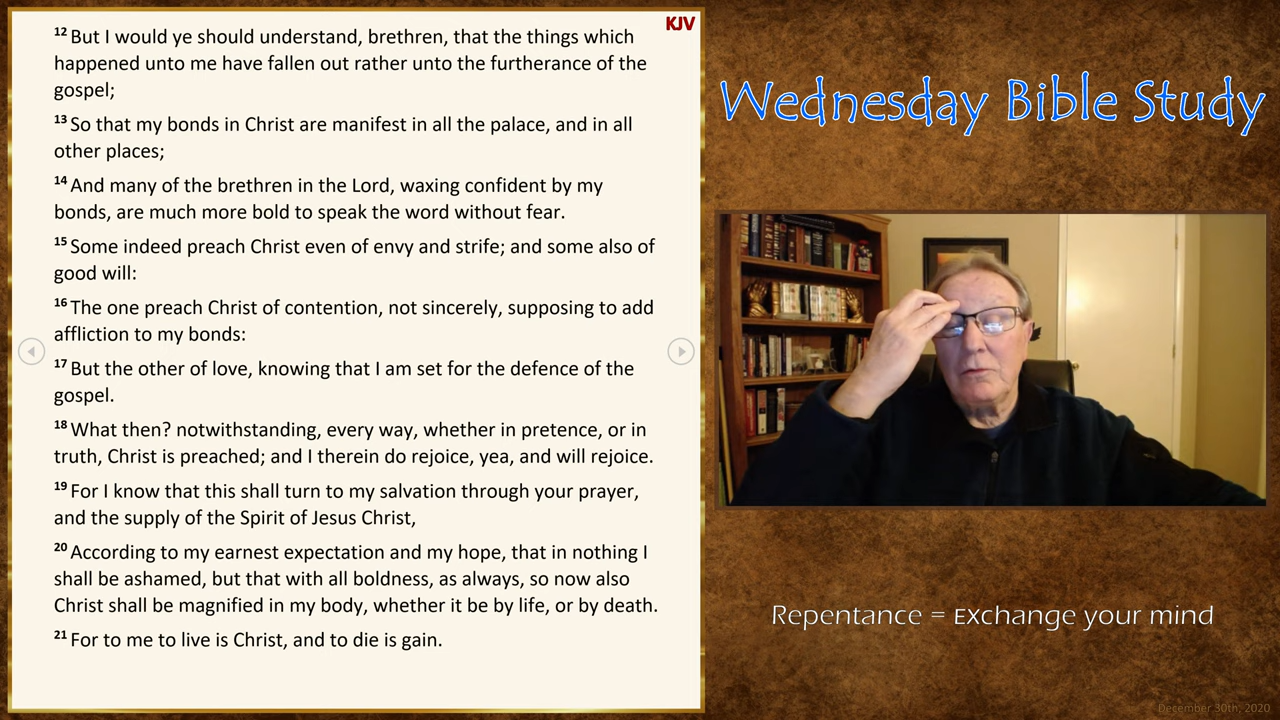 KJV
12 But I would ye should understand, brethren, that the things which
happened unto me have fallen out rather unto the furtherance of the
gospel;
13 So that my bonds in Christ are manifest in all the palace, and in all
other places;
14 And many of the brethren in the Lord, waxing confident by my
bonds, are much more bold to speak the word without fear.
15 Some indeed preach Christ even of envy and strife; and some also of
good will:
16 The one preach Christ of contention, not sincerely, supposing to add
affliction to my bonds:
17 But the other of love, knowing that I am set for the defence of the
gospel.
18 What then? notwithstanding, every way, whether in pretence, or in
truth, Christ is preached; and I therein do rejoice, yea, and will rejoice.
19 For I know that this shall turn to my salvation through your prayer,
and the supply of the Spirit of Jesus Christ,
20 According to my earnest expectation and my hope, that in nothing I
shall be ashamed, but that with all boldness, as always, so now also
Christ shall be magnified in my body, whether it be by life, or by death.
21 For to me to live is Christ, and to die is gain.
Wednesday Bible Study
Repentance = EXchange your mind
December 30th, 2020